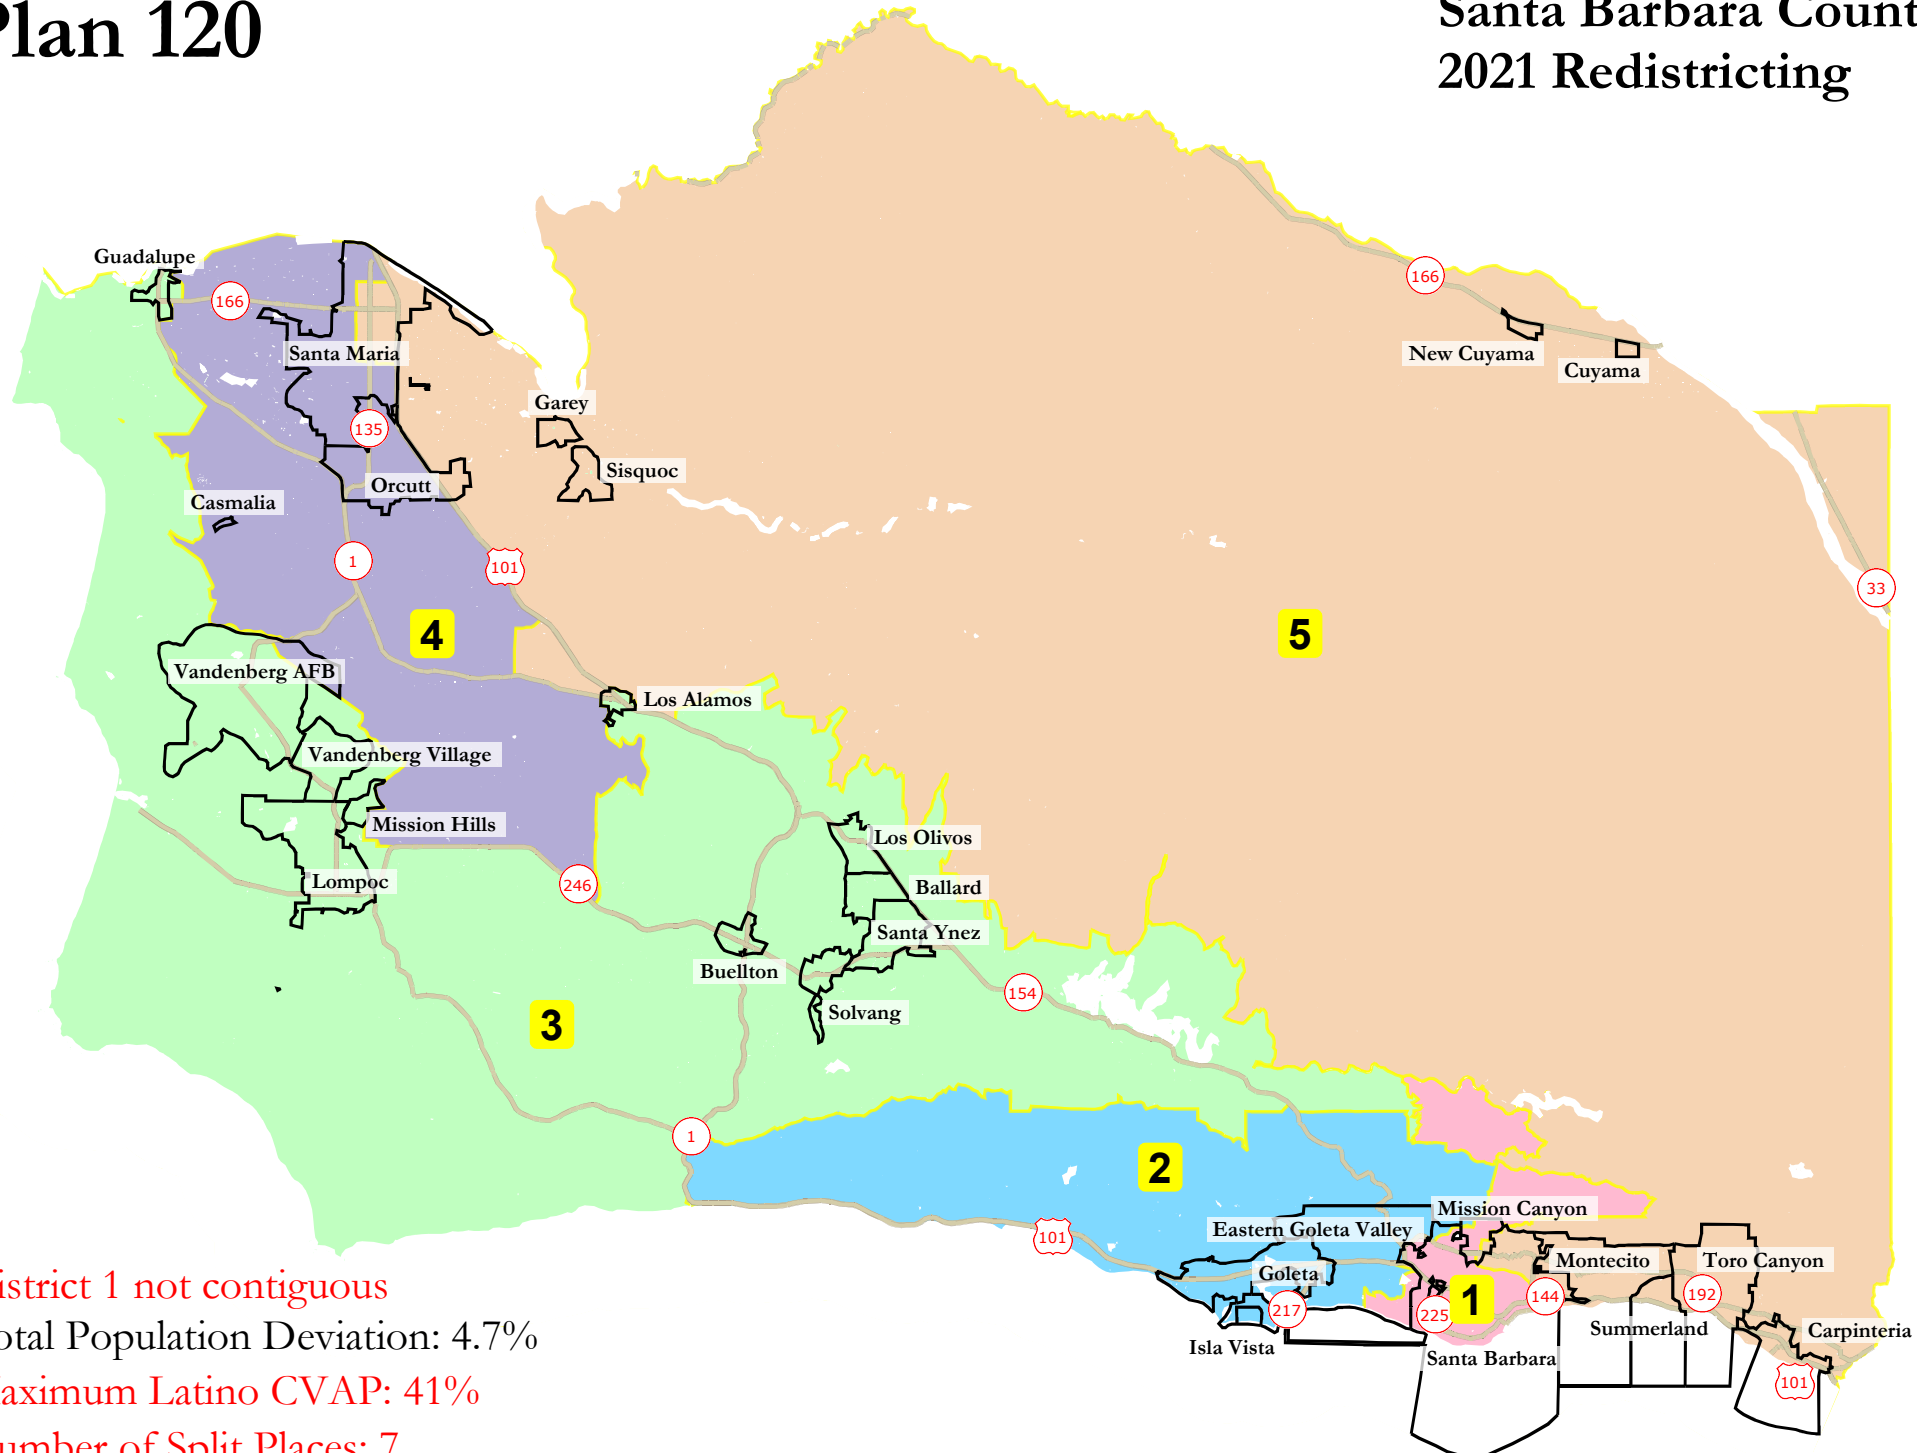 Plan 120
Santa Barbara Count
2021 Redistricting
Guadalupe
166
166
Santa Maria
New Cuyama
Cuyama
Garey
135
Sisquoc
Orcutt
Casmalia
1
101
33
4
5
Vandenberg AFB
Los Alamos
Vandenberg Village
Mission Hills
Los Olivos
Lompoc
246
Ballard
Santa Ynez
Buellton
154
Solvang
3
1
2
Mission Canyon
Eastern Goleta Valley
101
Montecito
Toro Canyon
Goleta
1
144
192
217
225
Summerland
Carpinteria
Isla Vista
Santa Barbara
101
istrict 1 not contiguous
otal Population Deviation: 4.7%
aximum Latino CVAP: 41%
umber of Split Places: 7